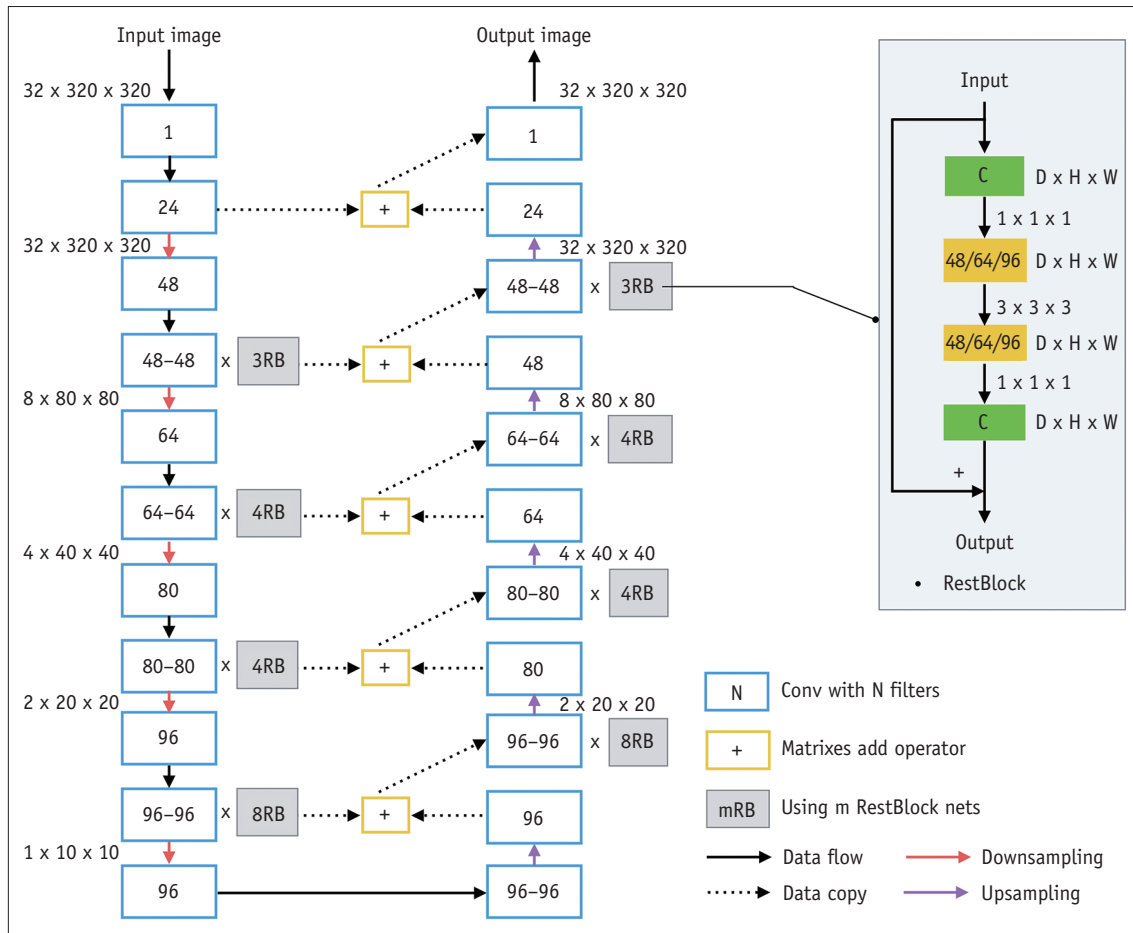 Input image
32 x 320 x 320
1
24
32 x 320 x 320
48
48–48 x 3RB
8 x 80 x 80
64
64–64 x 4RB
4 x 40 x 40
80
80–80 x 4RB
2 x 20 x 20
96
96–96 x 8RB
1 x 10 x 10
96
+
+
+
+
+
Output image
32 x 320 x 320
1
24
32 x 320 x 320
48–48 x 3RB
48
8 x 80 x 80
64–64 x 4RB
64
4 x 40 x 40
80–80 x 4RB
80
2 x 20 x 20
96–96 x 8RB
96
96–96
Input
C D x H x W
1 x 1 x 1
48/64/96 D x H x W
3 x 3 x 3
48/64/96 D x H x W
1 x 1 x 1
C D x H x W
+
Output
• RestBlock
N Conv with N filters
+ Matrixes add operator
mRB Using m RestBlock nets
Data flow
Downsampling
Data copy
Upsampling